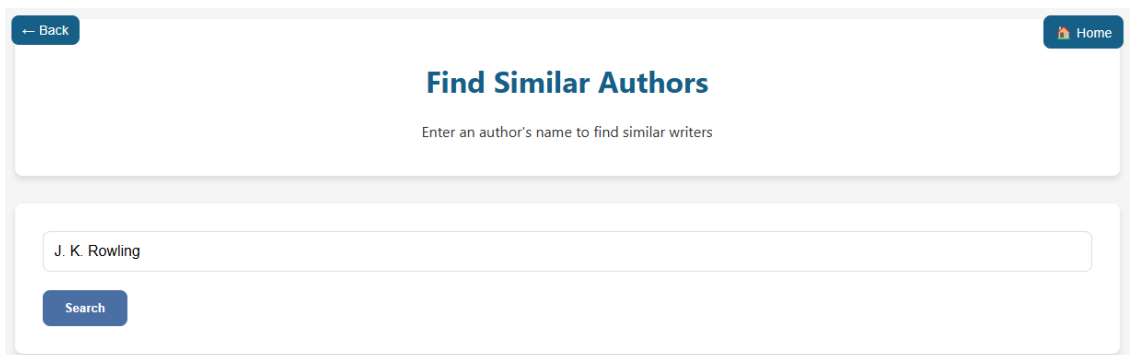 ← Back
🏠 Home
Find Similar Authors
Enter an author's name to find similar writers
J. K. Rowling
Search